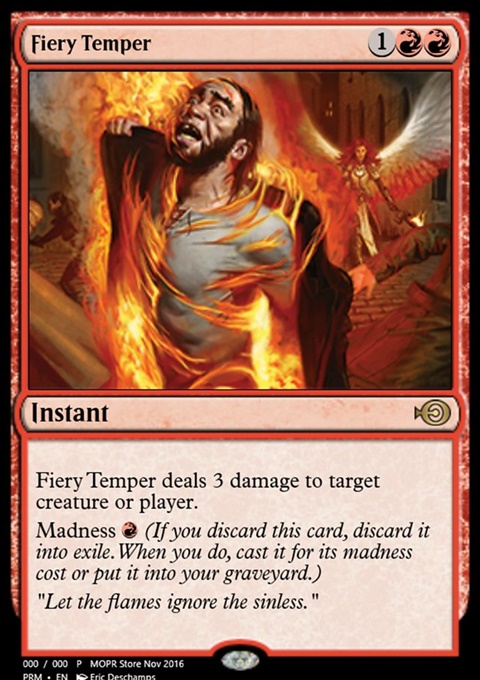 Fiery Temper
1
Instant
Fiery Temper deals 3 damage to target
creature or player.
Madness (If you discard this card, discard it
into exile. When you do, cast it for its madness
cost or put it into your graveyard.)
"Let the flames ignore the sinless."
000 / 000 P MOPR Store Nov 2016
PRM • EN Eric Deschamps